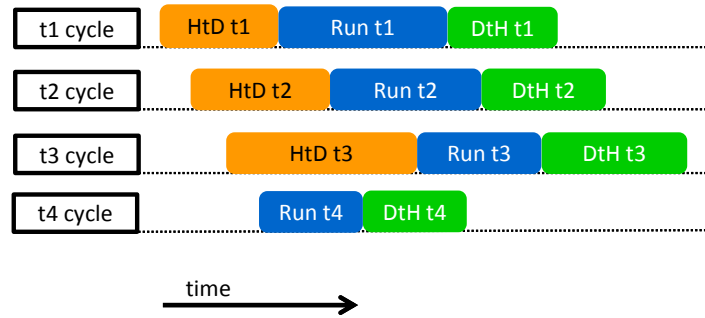 t1 cycle HtD t1 Run t1 DtH t1
t2 cycle HtD t2 Run t2 DtH t2
t3 cycle HtD t3 Run t3 DtH t3
t4 cycle Run t4 DtH t4
time